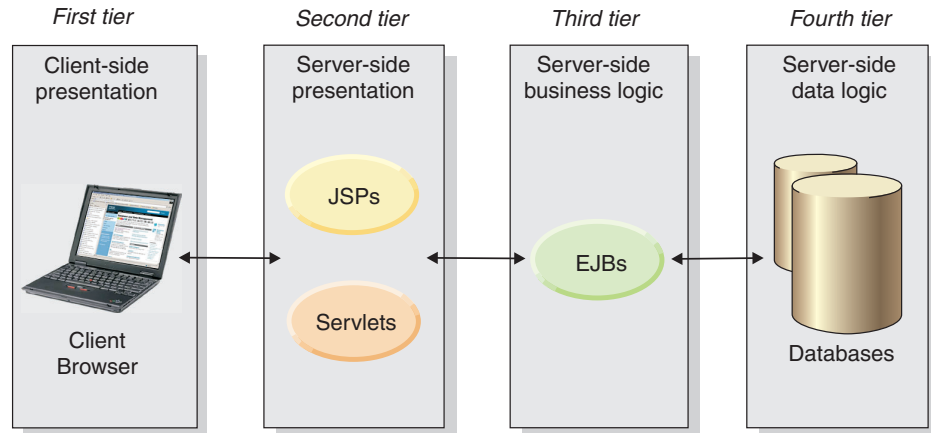 First tier
Second tier
Third tier
Fourth tier
Client-side
presentation
Server-side
presentation
Server-side
business logic
Server-side
data logic
JSPs
Servlets
EJBs
Client
Browser
Databases